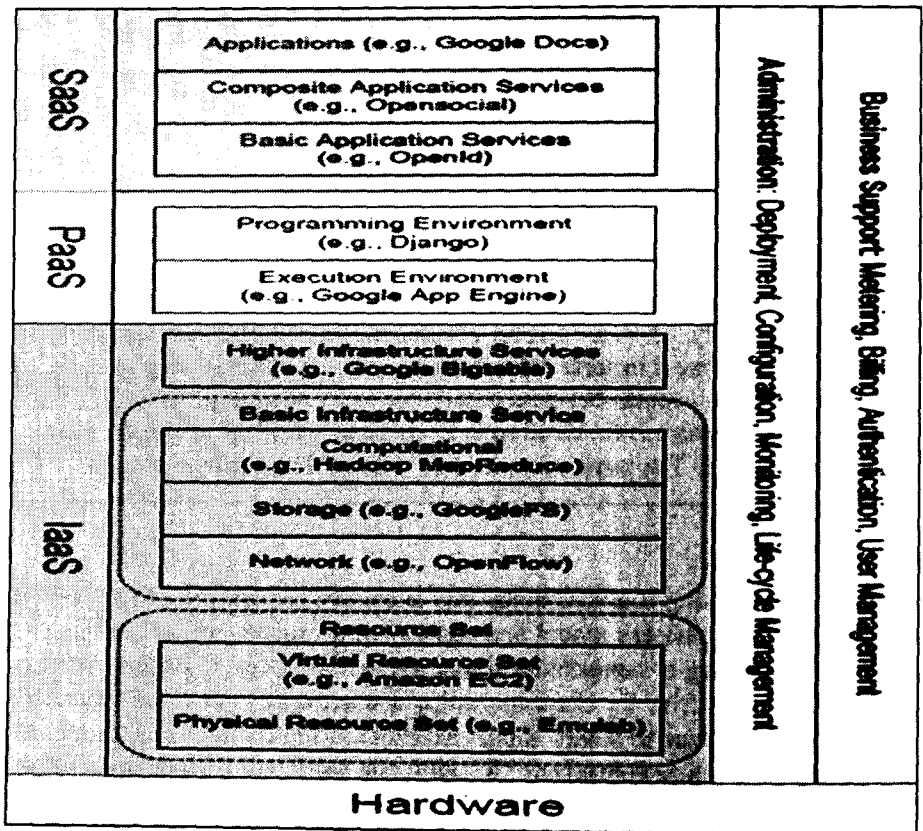 SaaS
Applications (e.g., Google Docs)
Composite Application Services
(e.g., Opensocial)
Basic Application Services
(e.g., OpenId)
PaaS
Programming Environment
(e.g., Django)
Execution Environment
(e.g., Google App Engine)
IaaS
Higher Infrastructure Services
(e.g., Google Bigtable)
Basic Infrastructure Service
Computational
(e.g., Hadoop MapReduce)
Storage (e.g., GoogleFS)
Network (e.g., OpenFlow)
Resource Set
Virtual Resource Set
(e.g., Amazon EC2)
Physical Resource Set (e.g., Emulab)
Administration: Deployment, Configuration, Monitoring, Life-cycle Management
Business Support: Metering, Billing, Authentication, User Management
Hardware